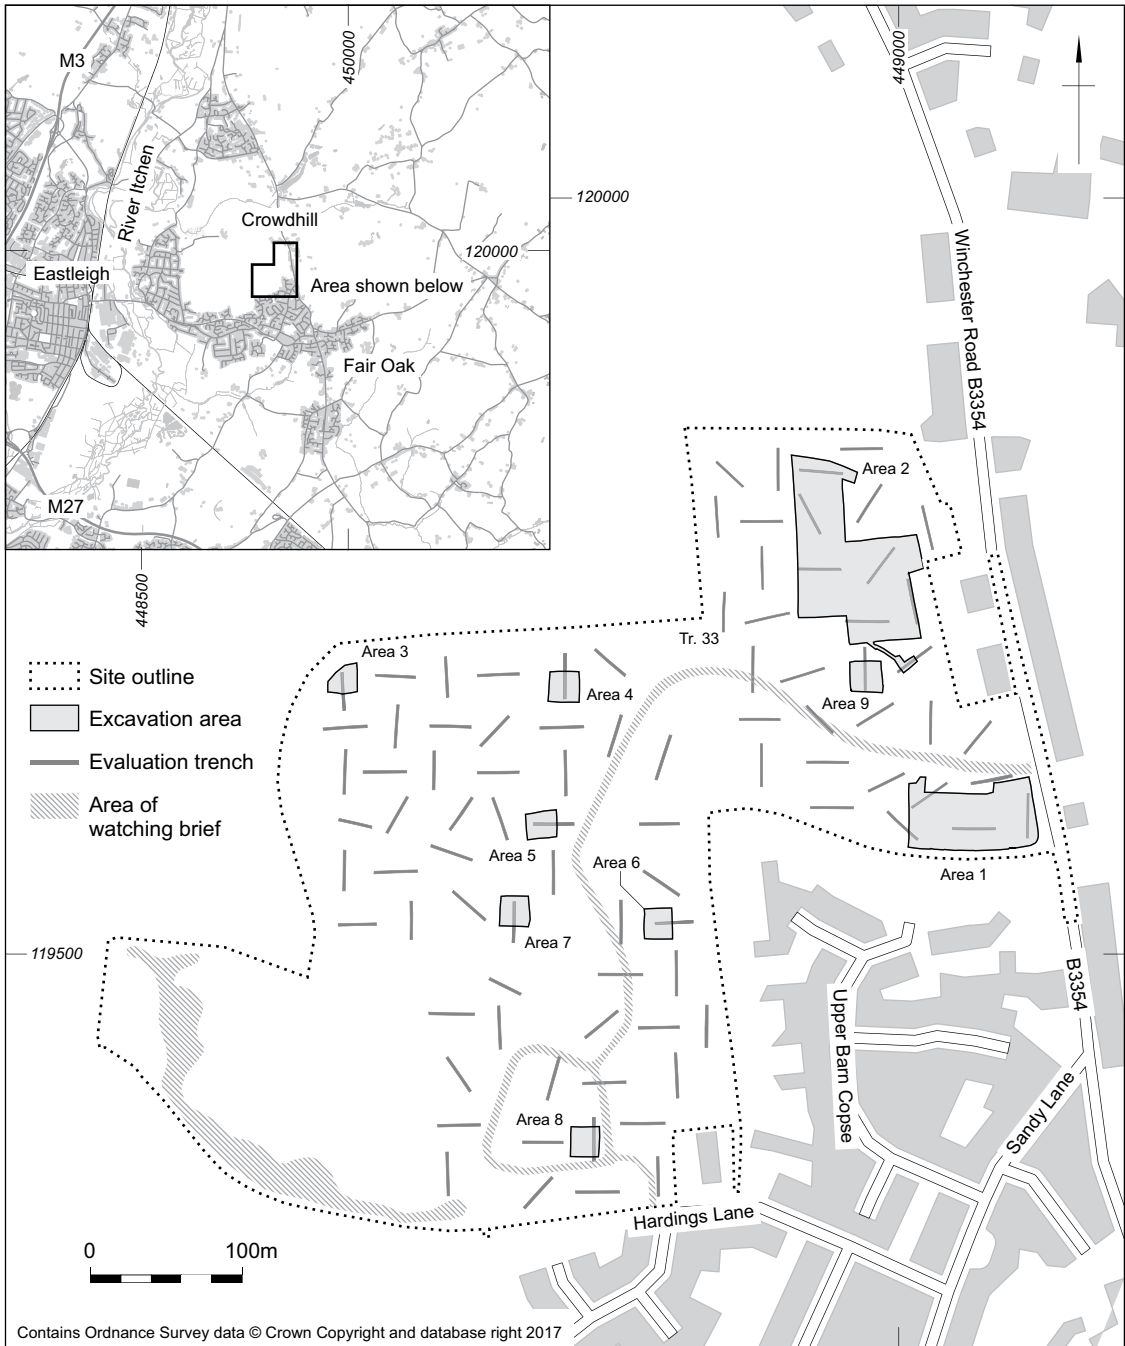 M3
450000
River Itchen
Crowdhill
120000
Eastleigh
Area shown below
Fair Oak
M27
449000
120000
Winchester Road B3354
448500
Area 2
Tr. 33
Site outline
Excavation area
Evaluation trench
Area of
watching brief
Area 3
Area 4
Area 9
Area 5
Area 6
Area 1
Area 7
119500
B3354
Upper Barn Copse
Sandy Lane
Area 8
Hardings Lane
0 100m
Contains Ordnance Survey data © Crown Copyright and database right 2017